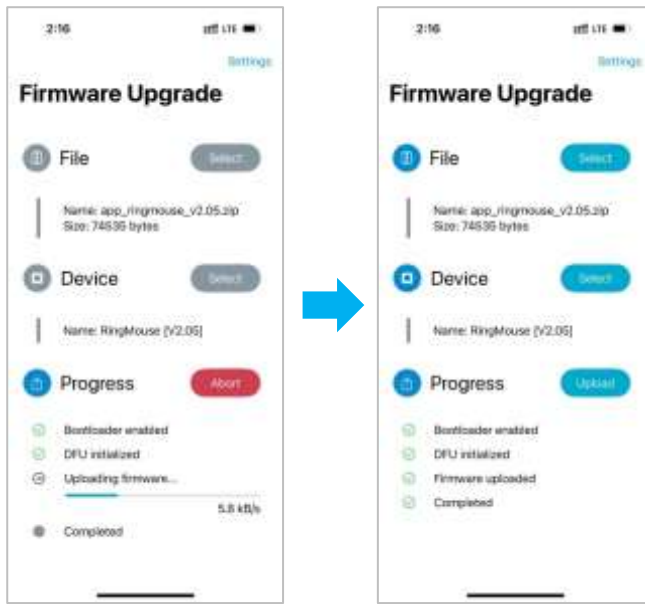 2:16
LTE
Settings
Firmware Upgrade
File
Select
Name: app_ringmouse_v2.05.zip
Size: 74535 bytes
Device
Select
Name: RingMouse [V2.05]
Progress
Abort
Bootloader enabled
DFU initialized
Uploading firmware...
5.8 kB/s
Completed
2:16
LTE
Settings
Firmware Upgrade
File
Select
Name: app_ringmouse_v2.05.zip
Size: 74535 bytes
Device
Select
Name: RingMouse [V2.05]
Progress
Upload
Bootloader enabled
DFU initialized
Firmware uploaded
Completed